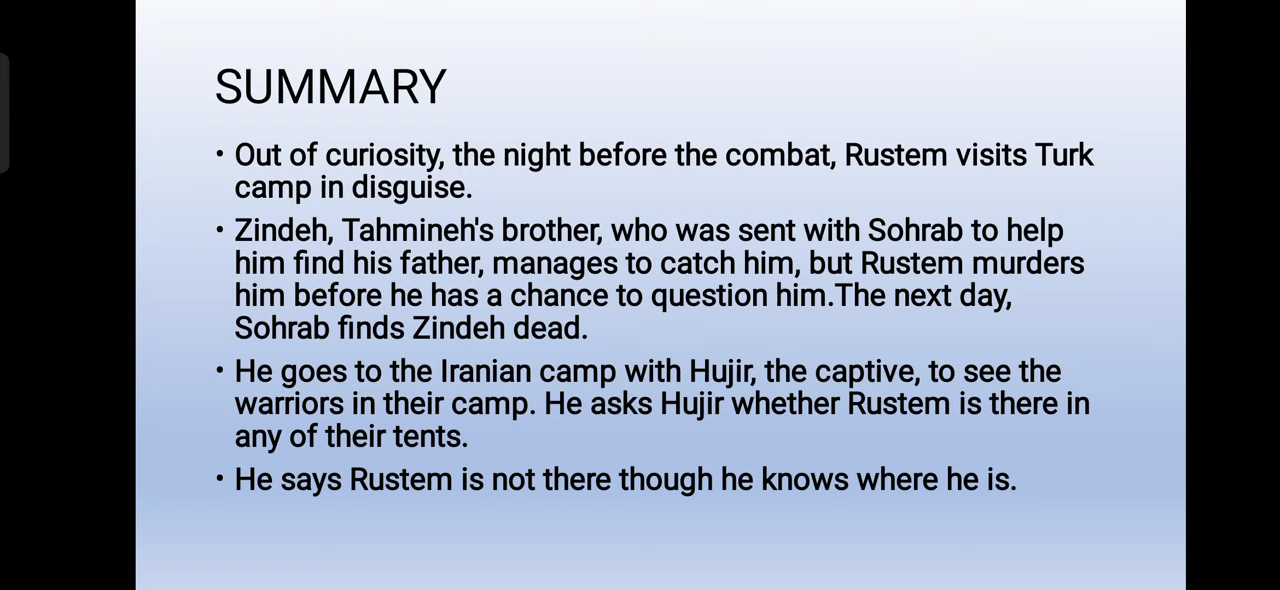 SUMMARY
• Out of curiosity, the night before the combat, Rustem visits Turk
camp in disguise.
• Zindeh, Tahmineh's brother, who was sent with Sohrab to help
him find his father, manages to catch him, but Rustem murders
him before he has a chance to question him.The next day,
Sohrab finds Zindeh dead.
• He goes to the Iranian camp with Hujir, the captive, to see the
warriors in their camp. He asks Hujir whether Rustem is there in
any of their tents.
• He says Rustem is not there though he knows where he is.